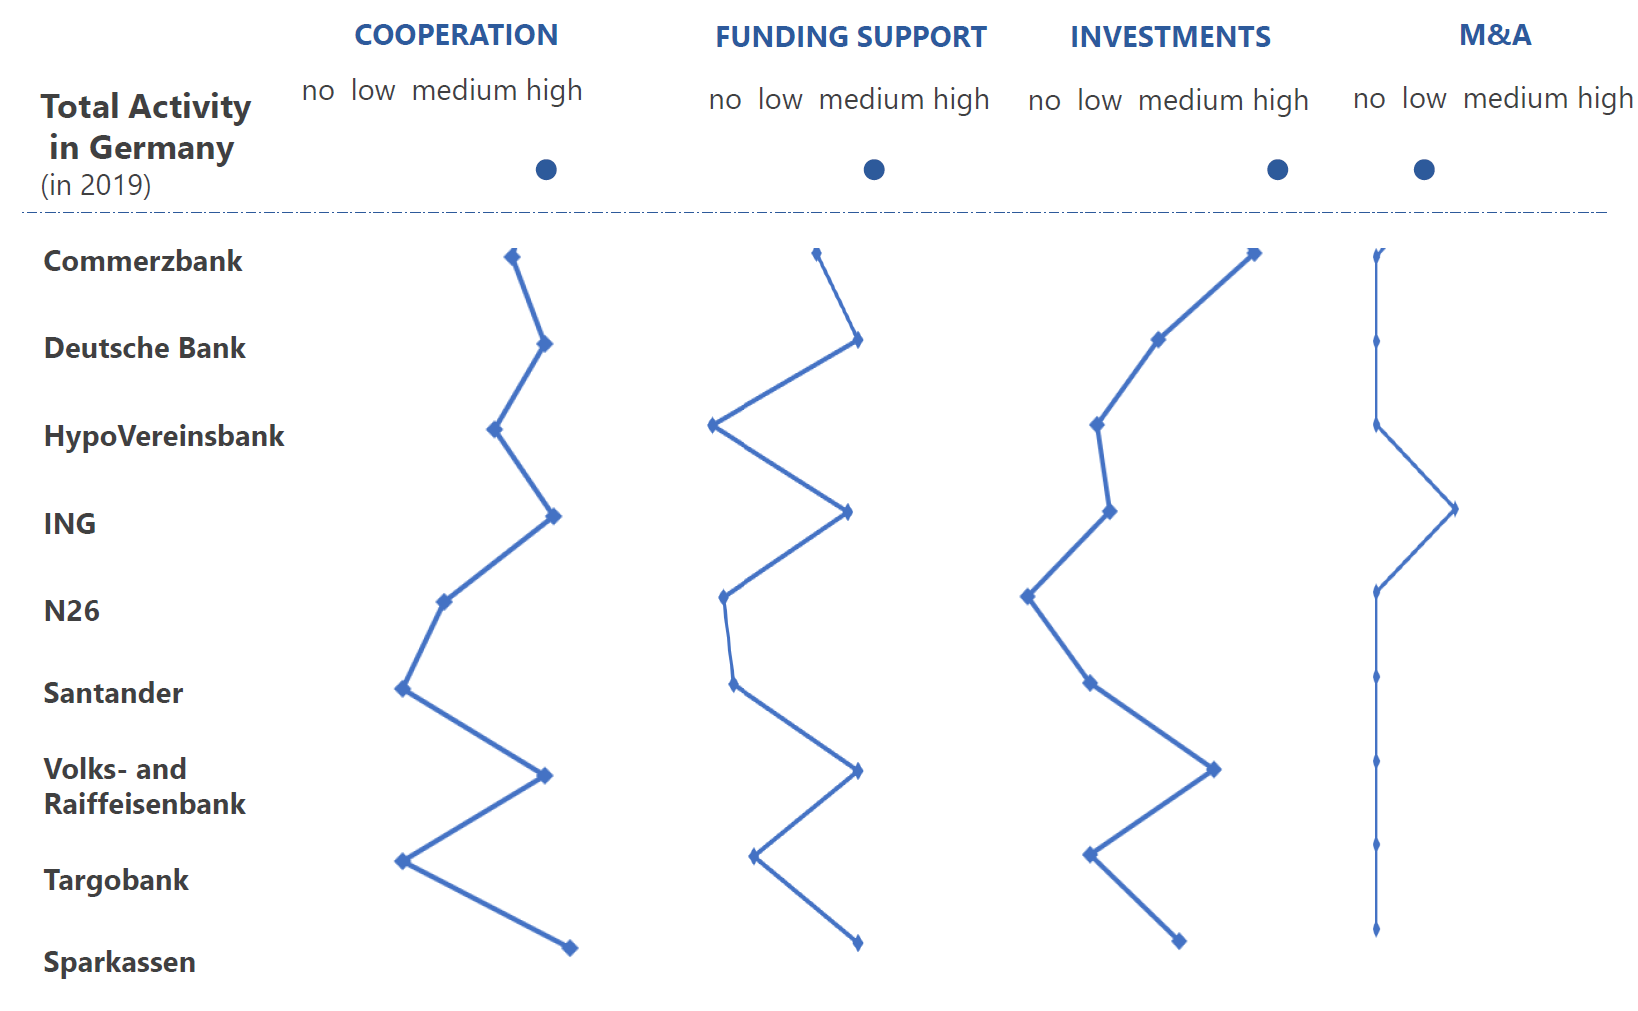 COOPERATION FUNDING SUPPORT INVESTMENTS M&A
no low medium high no low medium high no low medium high no low medium high
Total Activity
in Germany
(in 2019)
Commerzbank
Deutsche Bank
HypoVereinsbank
ING
N26
Santander
Volks- and
Raiffeisenbank
Targobank
Sparkassen